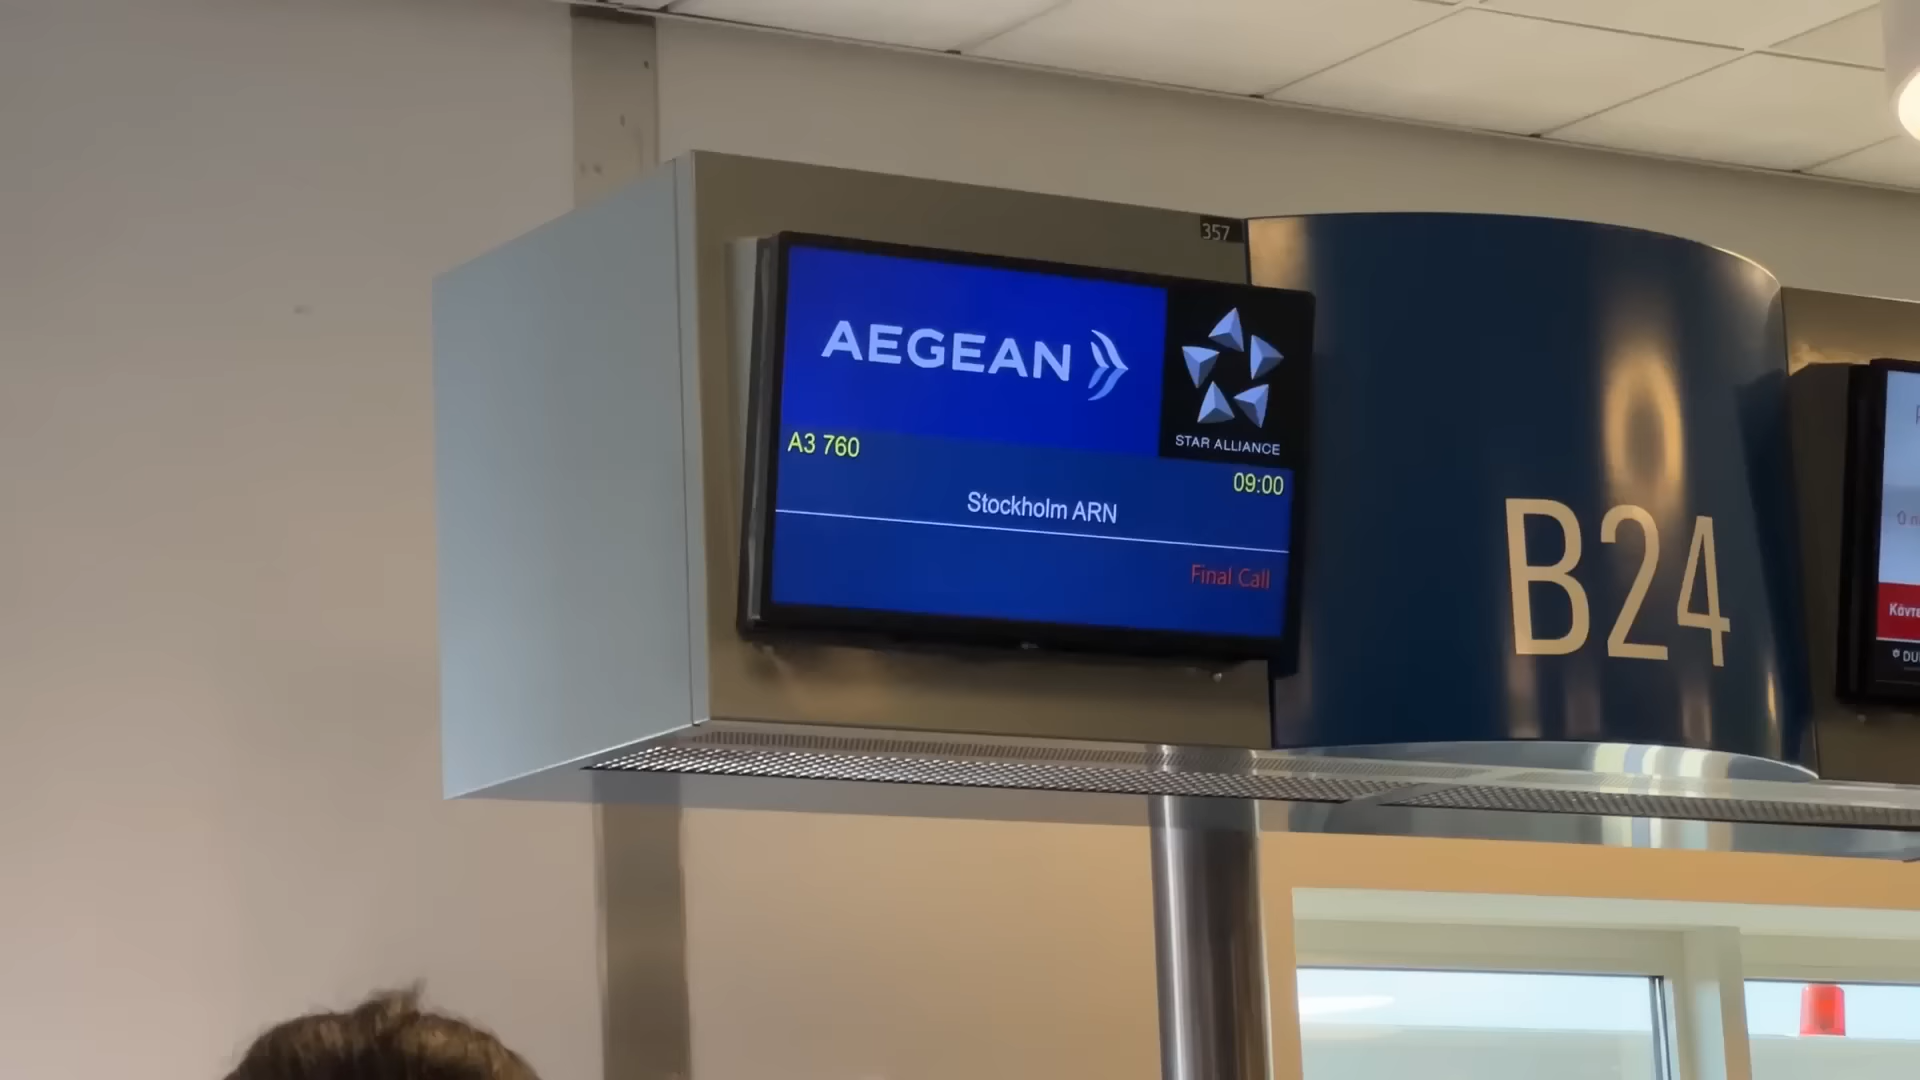 357
AEGEAN
STAR ALLIANCE
A3 760
09:00
Stockholm ARN
Final Call
B24